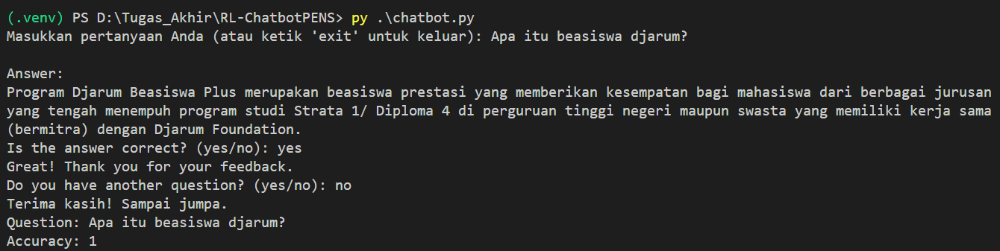 (.venv) PS D:\Tugas_Akhir\RL-ChatbotPENS> py .\chatbot.py
Masukkan pertanyaan Anda (atau ketik 'exit' untuk keluar): Apa itu beasiswa djarum?
Answer:
Program Djarum Beasiswa Plus merupakan beasiswa prestasi yang memberikan kesempatan bagi mahasiswa dari berbagai jurusan
yang tengah menempuh program studi Strata 1/ Diploma 4 di perguruan tinggi negeri maupun swasta yang memiliki kerja sama
(bermitra) dengan Djarum Foundation.
Is the answer correct? (yes/no): yes
Great! Thank you for your feedback.
Do you have another question? (yes/no): no
Terima kasih! Sampai jumpa.
Question: Apa itu beasiswa djarum?
Accuracy: 1